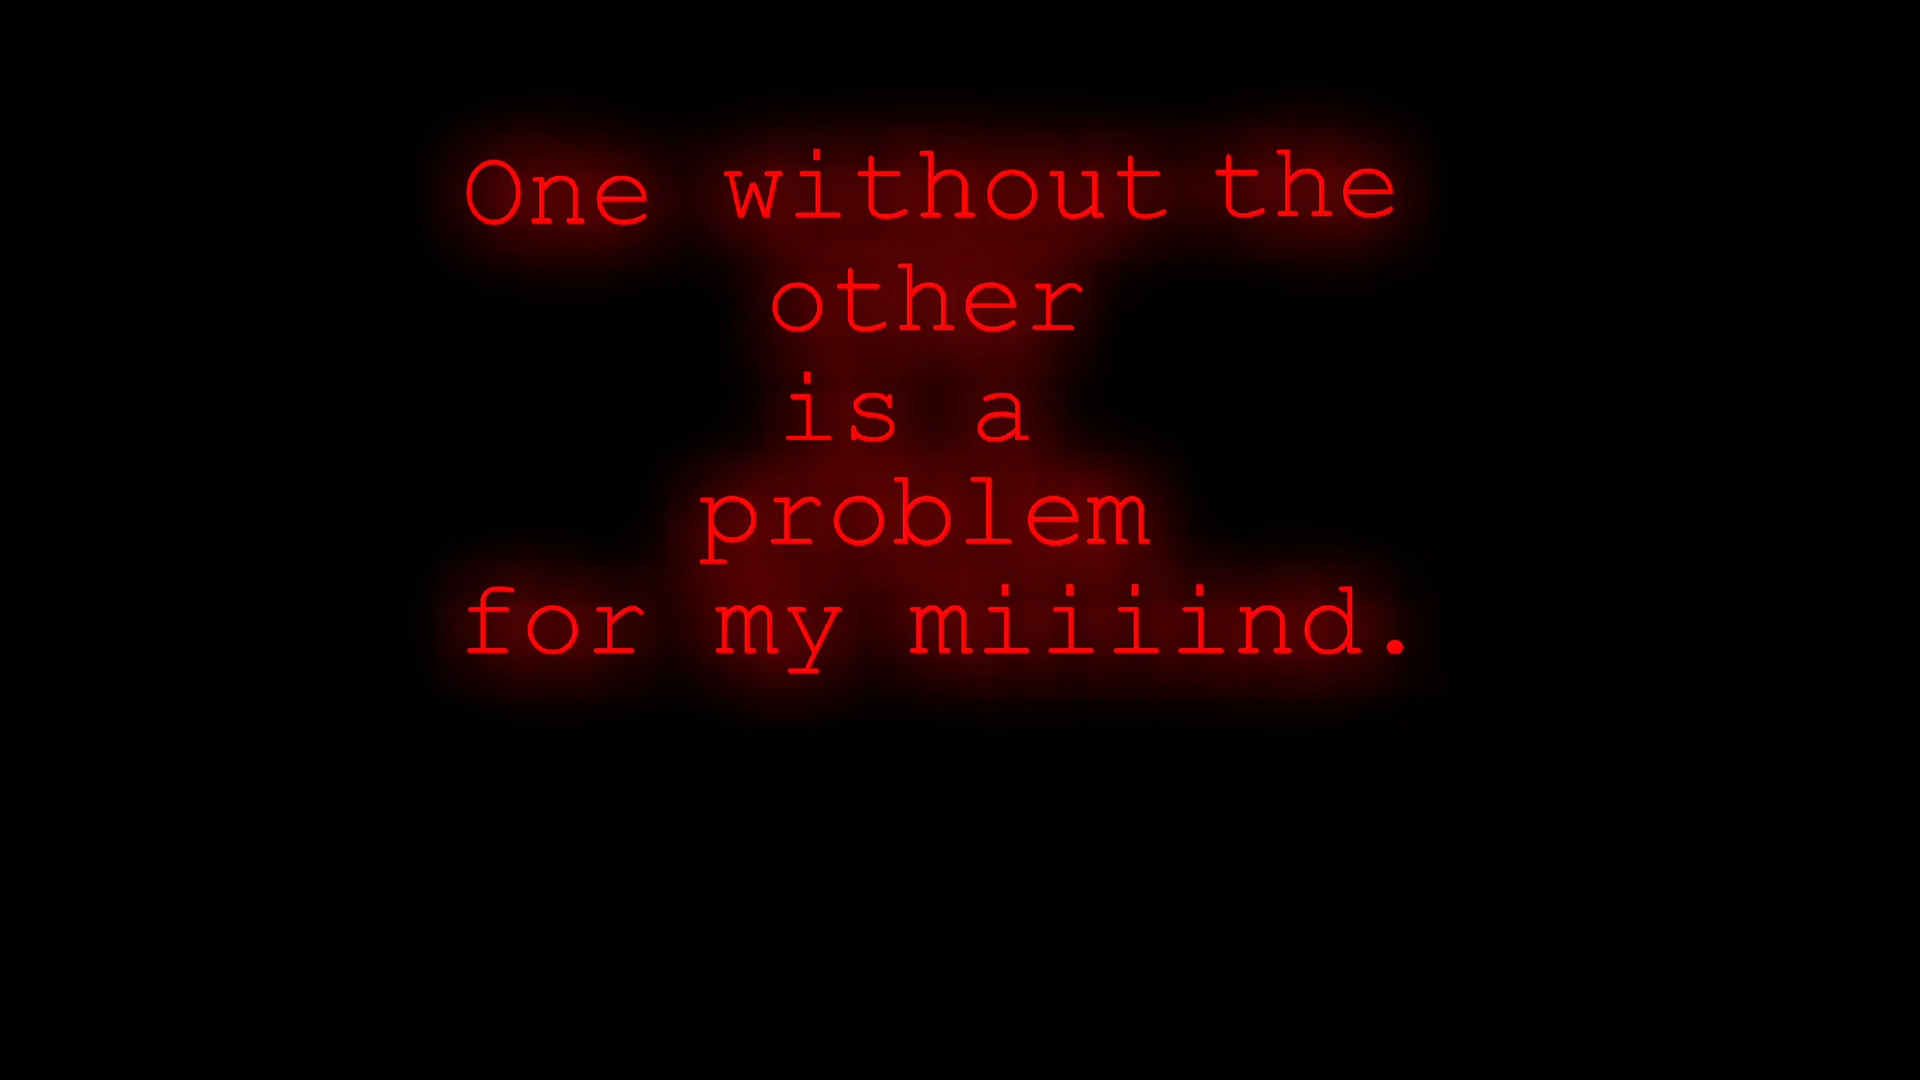 One without the
other
is a
problem
for my miiiind.